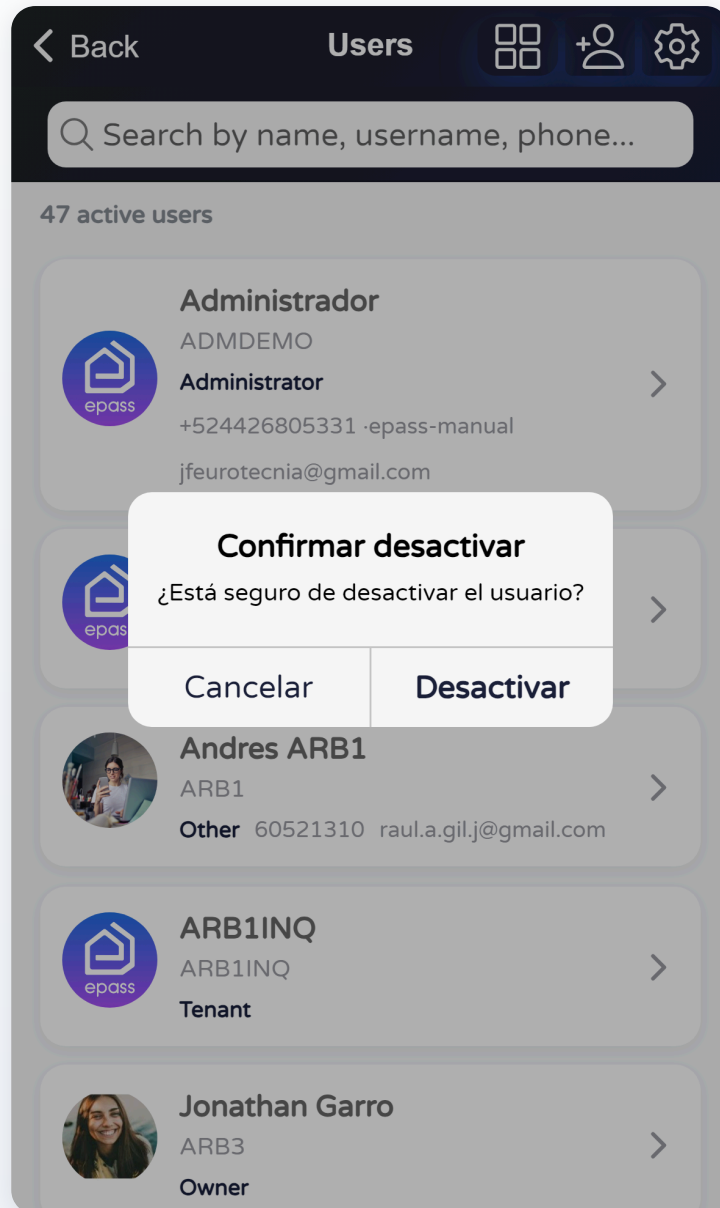 Back
Users
Search by name, username, phone...
47 active users
Administrador
ADMDEMO
Administrator
epass
+524426805331 ·epass-manual
jfeurotecnia@gmail.com
Confirmar desactivar
¿Está seguro de desactivar el usuario?
Cancelar
Desactivar
Andres ARB1
ARB1
Other 60521310 raul.a.gil.j@gmail.com
ARB1INQ
ARB1INQ
epass
Tenant
Jonathan Garro
ARB3
Owner